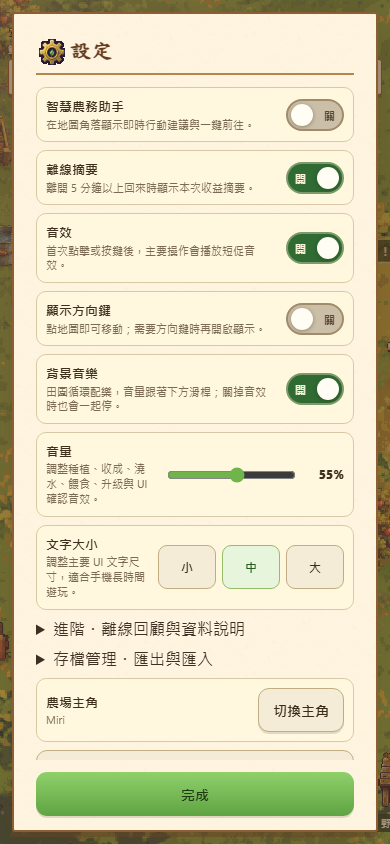 設定
智慧農務助手
在地圖角落顯示即時行動建議與一鍵前往。
關
離線摘要
離開 5 分鐘以上回來時顯示本次收益摘要。
開
音效
首次點擊或按鍵後，主要操作會播放短促音
效。
開
顯示方向鍵
點地圖即可移動；需要方向鍵時再開啟顯示。
關
背景音樂
田園循環配樂，音量跟著下方滑桿；關掉音效
時也會一起停。
開
音量
調整種植、收成、澆
水、餵食、升級與 UI
確認音效。
55%
文字大小
調整主要 UI 文字尺
寸，適合手機長時間
遊玩。
小
中
大
▶ 進階．離線回顧與資料說明
▶ 存檔管理．匯出與匯入
農場主角
Miri
切換主角
完成
野